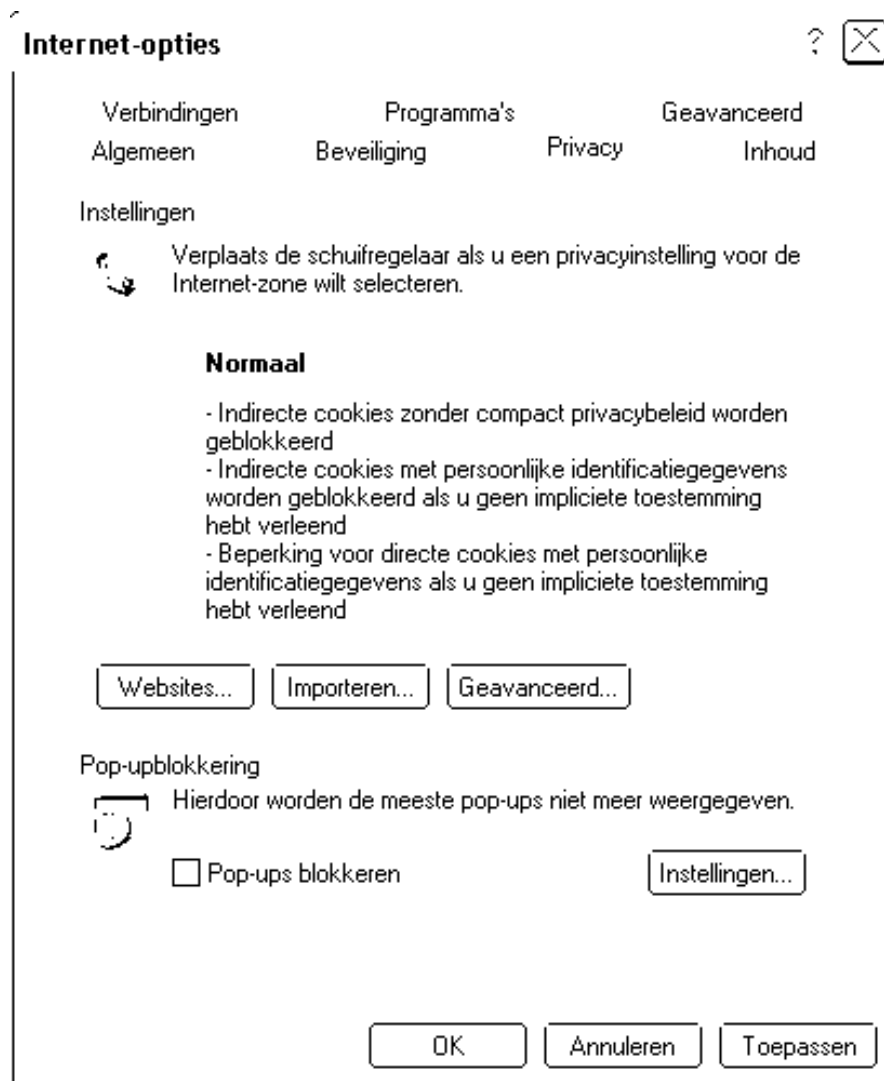 Internet-opties ?
Verbindingen Programma's Geavanceerd
Algemeen Beveiliging Privacy Inhoud
Instellingen
Verplaats de schuifregelaar als u een privacyinstelling voor de
Internet-zone wilt selecteren.
Normaal
- Indirecte cookies zonder compact privacybeleid worden
geblokkeerd
- Indirecte cookies met persoonlijke identificatiegegevens
worden geblokkeerd als u geen impliciete toestemming
hebt verleend
- Beperking voor directe cookies met persoonlijke
identificatiegegevens als u geen impliciete toestemming
hebt verleend
Websites... Importeren... Geavanceerd...
Pop-upblokkering
Hierdoor worden de meeste pop-ups niet meer weergegeven.
Pop-ups blokkeren Instellingen...
OK Annuleren Toepassen